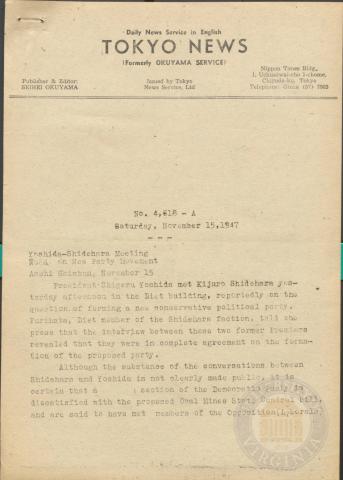 Daily News Service in English
TOKYO NEWS
(Formerly OKUYAMA SERVICE)
Publisher & Editor:
SEIHEI OKUYAMA
Issued by Tokyo
News Service, Ltd
Nippon Times Bldg.,
1, Uchisaiwai-cho 1-chome,
Chiyoda-ku, Tokyo
Telephone: Ginza (57)
No. 4,618 - A
Saturday, November 15,1947
Yoshida-Shidehara Meeting
Held on New Party Movement
Asahi Shimbun, November 15
President Shigeru Yoshida met Kijuro Shidehara yes-
terday afternoon in the Diet building, reportedly on the
question of forming a new conservative political party.
Furihata, Diet member of the Shidehara faction, told the
press that the interview between these two former Premiers
revealed that they were in complete agreement on the forma-
tion of the proposed party.
Although the substance of the conversations between
Shidehara and Yoshida is not clearly made public, it is
certain that a section of the Democratic Party is
dissatisfied with the proposed Coal Mines State Control bill,
and are said to have met members of the Opposition Liberals.
VIRGINIA